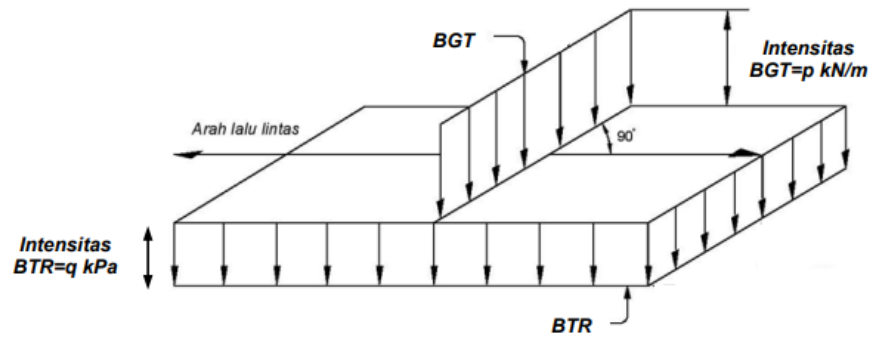 BGT
Intensitas
BGT=p kN/m
Arah lalu lintas
90°
Intensitas
BTR=q kPa
BTR